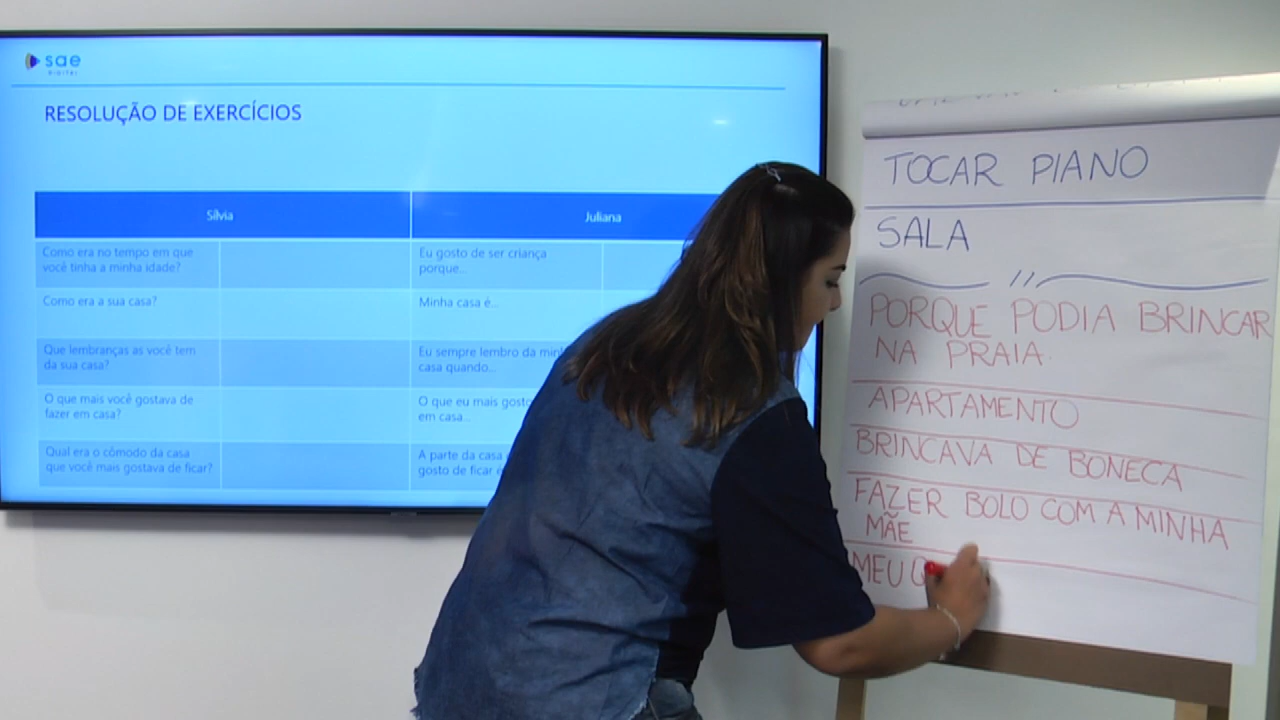 sae
DIGITAL
RESOLUÇÃO DE EXERCÍCIOS
Sílvia
Juliana
Como era no tempo em que
você tinha a minha idade?
Eu gosto de ser criança
porque...
Como era a sua casa?
Minha casa é...
Que lembranças as você tem
da sua casa?
Eu sempre lembro da
casa quando...
O que mais você gostava de
fazer em casa?
O que eu mais
em casa...
Qual era o cômodo da casa
que você mais gostava de ficar?
A parte da casa
gosto de ficar
TOCAR PIANO
SALA
PORQUE PODIA BRINCAR
NA PRAIA.
APARTAMENTO
BRINCAVA DE BONECA
FAZER BOLO COM A MINHA
MÃE
MEU